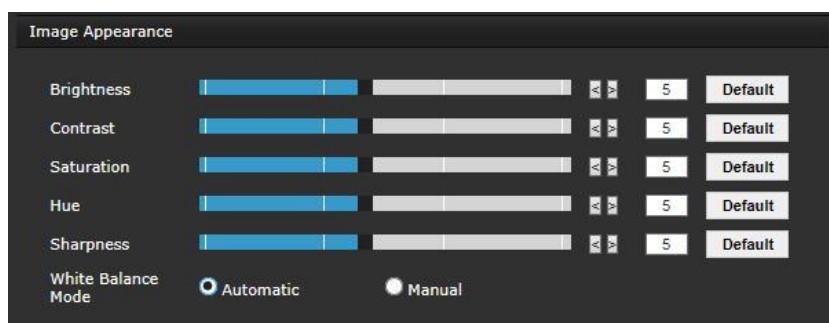 Image Appearance
Brightness < > 5 Default
Contrast < > 5 Default
Saturation < > 5 Default
Hue < > 5 Default
Sharpness < > 5 Default
White Balance
Mode
Automatic Manual